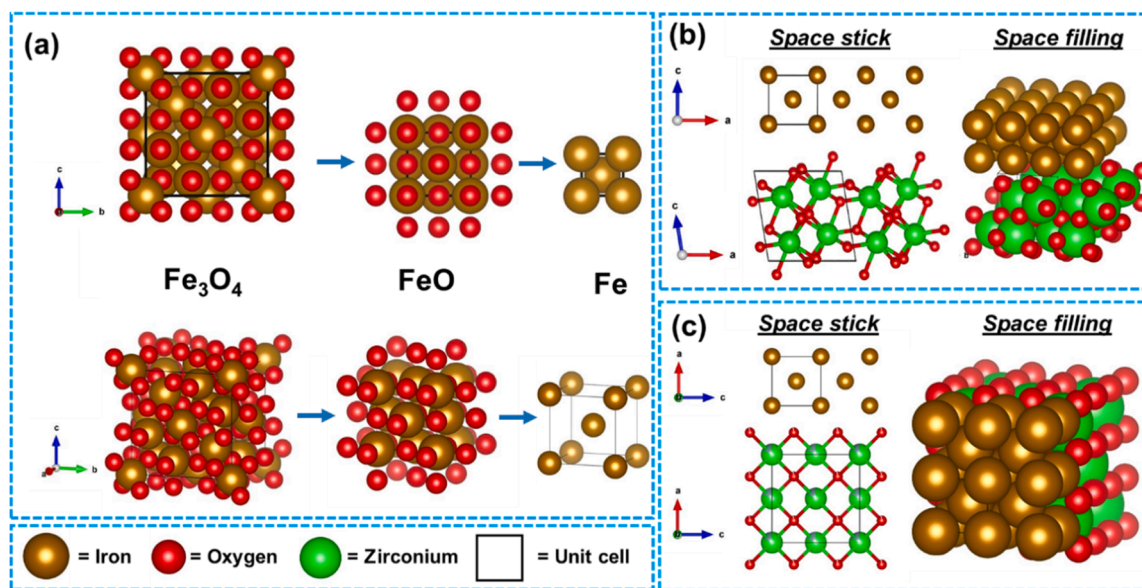 (a)
c
b
Fe₃O₄
FeO
Fe
c
a
b
= Iron
= Oxygen
= Zirconium
= Unit cell
(b)
Space stick
Space filling
c
a
c
a
(c)
Space stick
Space filling
a
c
a
c